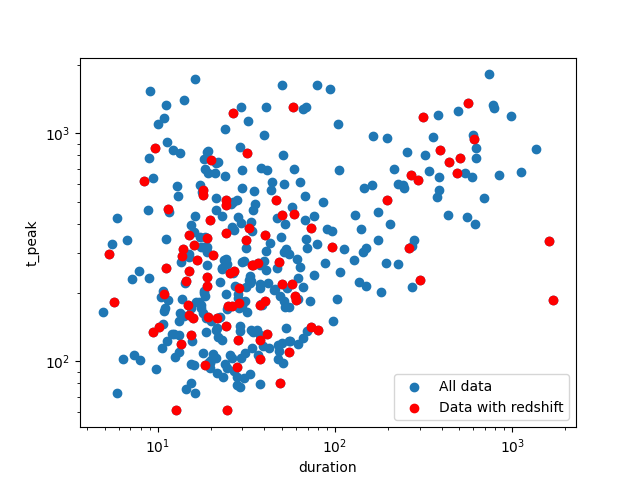 10³
10²
t_peak
10¹
10²
10³
duration
All data
Data with redshift